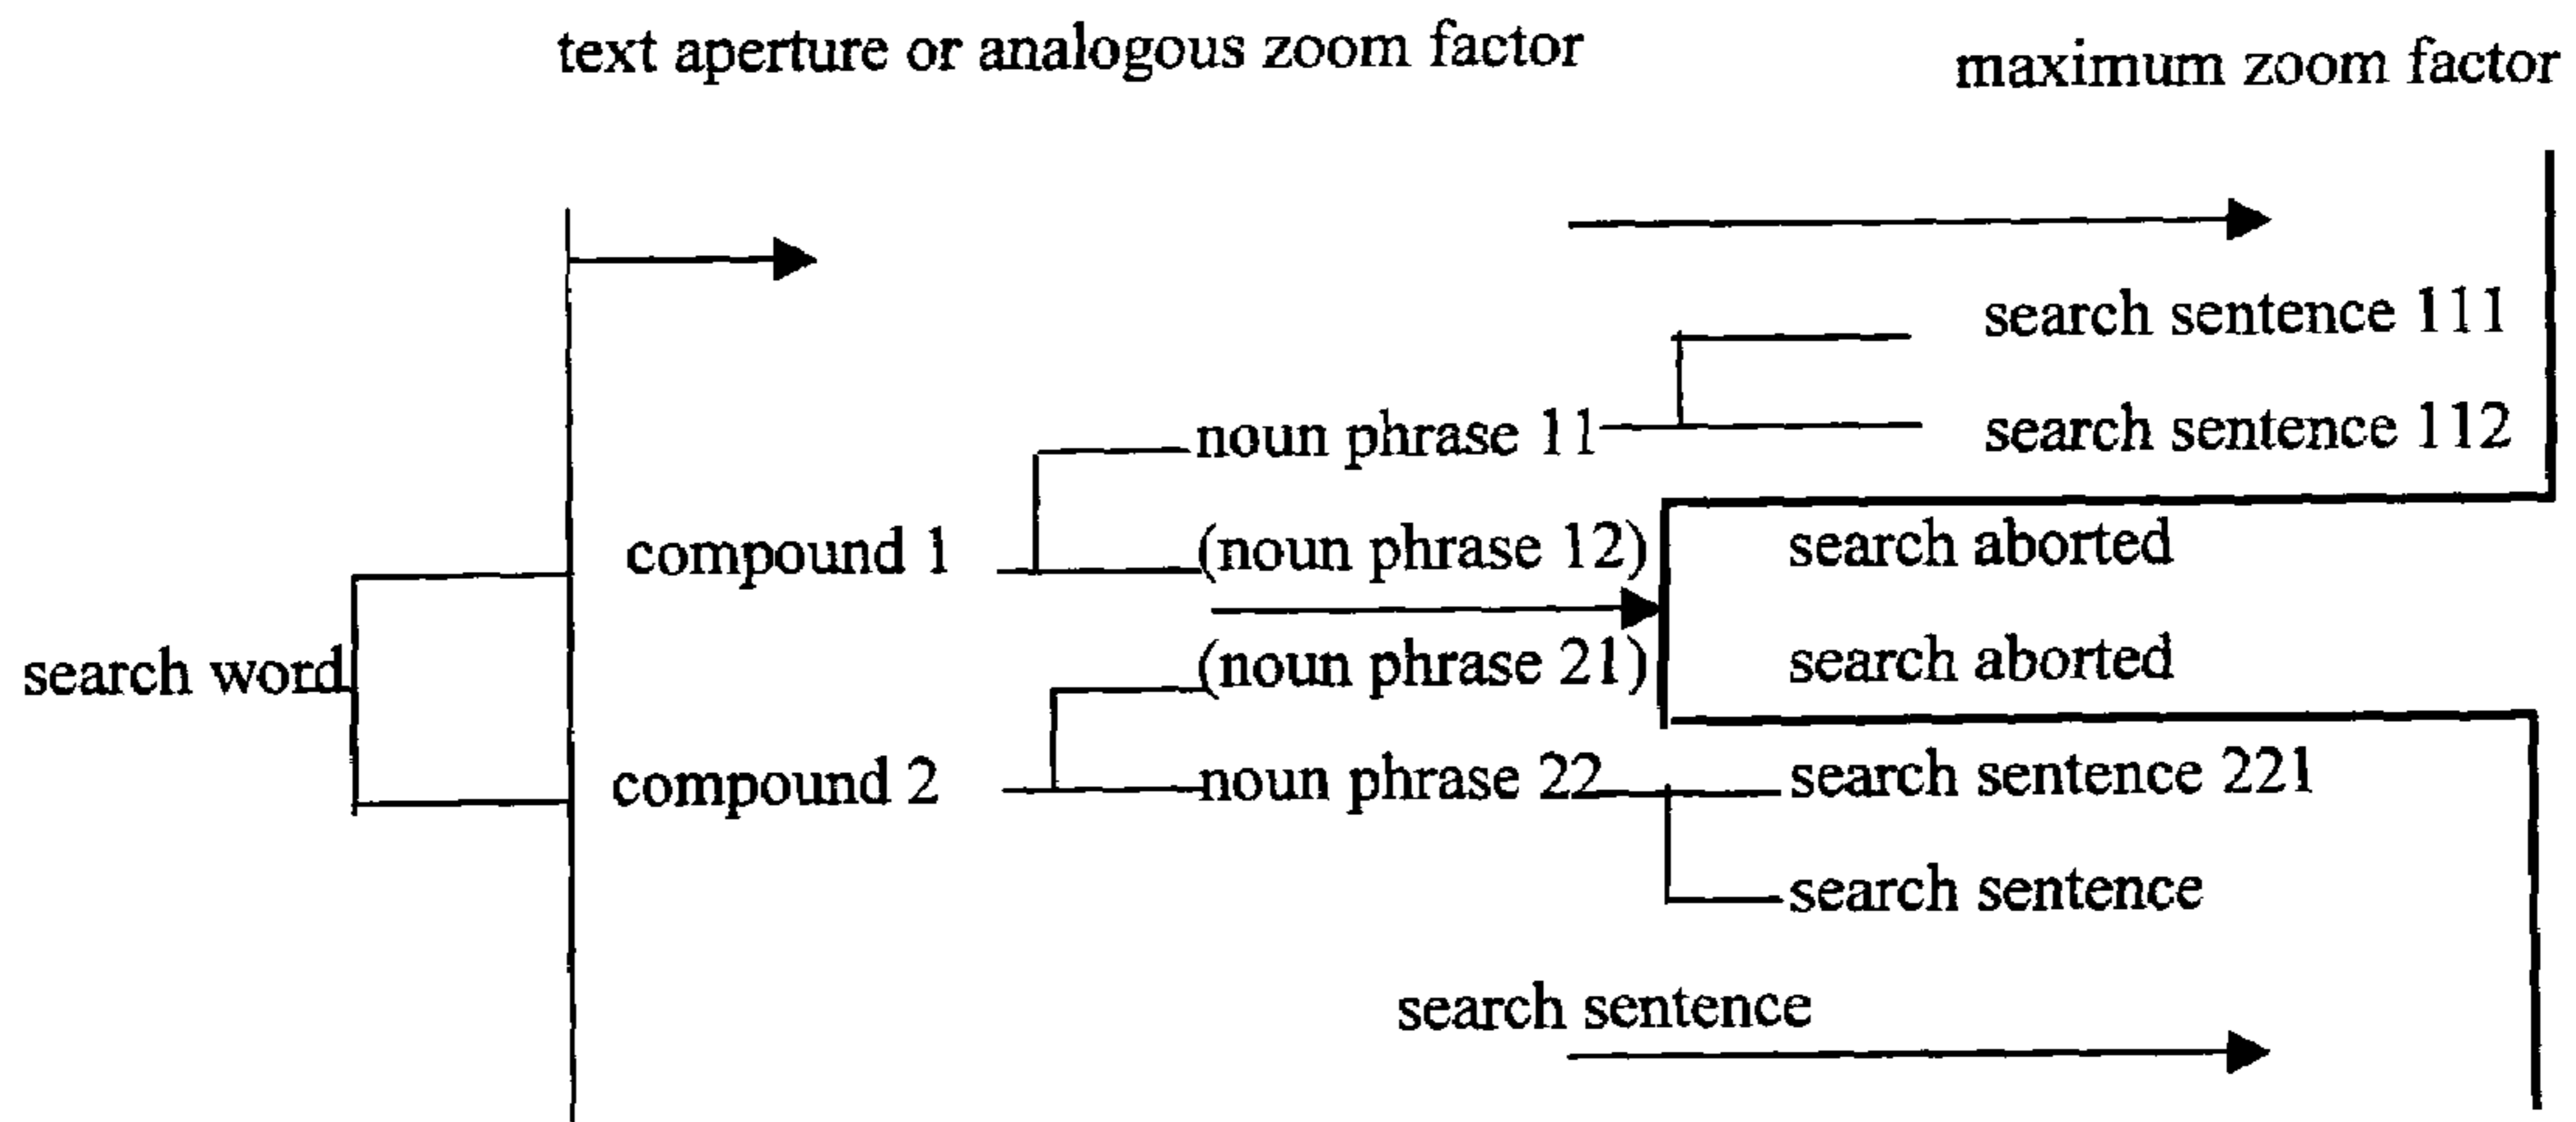 text aperture or analogous zoom factor
maximum zoom factor
search sentence 111
noun phrase 11
search sentence 112
compound 1
(noun phrase 12)
search aborted
search word
(noun phrase 21)
search aborted
compound 2
noun phrase 22
search sentence 221
search sentence
search sentence